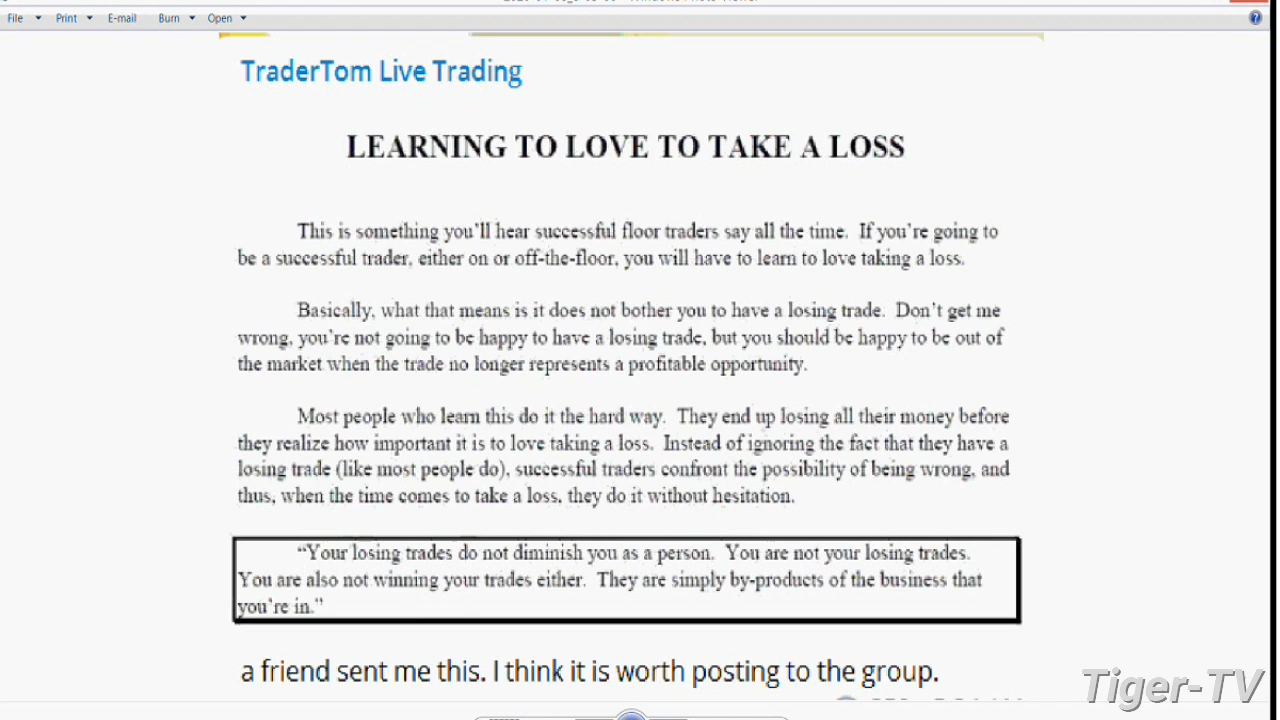 File Print E-mail Burn Open
TraderTom Live Trading
LEARNING TO LOVE TO TAKE A LOSS
This is something you'll hear successful floor traders say all the time. If you're going to
be a successful trader, either on or off-the-floor, you will have to learn to love taking a loss.
Basically, what that means is it does not bother you to have a losing trade. Don't get me
wrong, you're not going to be happy to have a losing trade, but you should be happy to be out of
the market when the trade no longer represents a profitable opportunity.
Most people who learn this do it the hard way. They end up losing all their money before
they realize how important it is to love taking a loss. Instead of ignoring the fact that they have a
losing trade (like most people do), successful traders confront the possibility of being wrong, and
thus, when the time comes to take a loss, they do it without hesitation.
“Your losing trades do not diminish you as a person. You are not your losing trades.
You are also not winning your trades either. They are simply by-products of the business that
you're in.”
a friend sent me this. I think it is worth posting to the group.
Tiger-TV